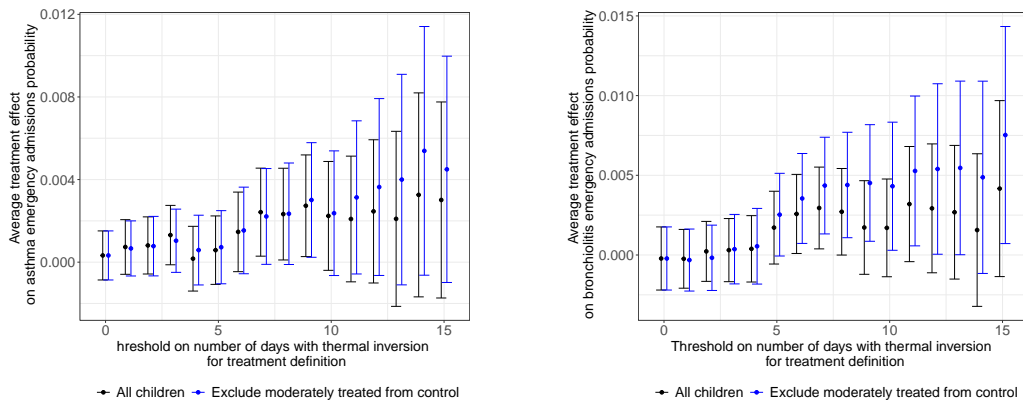 Average treatment effect
on asthma emergency admissions probability
0.012
0.008
0.004
0.000
0
5
10
15
hreshold on number of days with thermal inversion
for treatment definition
All children
Exclude moderately treated from control
Average treatment effect
on bronchiolitis emergency admissions probability
0.015
0.010
0.005
0.000
0
5
10
15
Threshold on number of days with thermal inversion
for treatment definition
All children
Exclude moderately treated from control